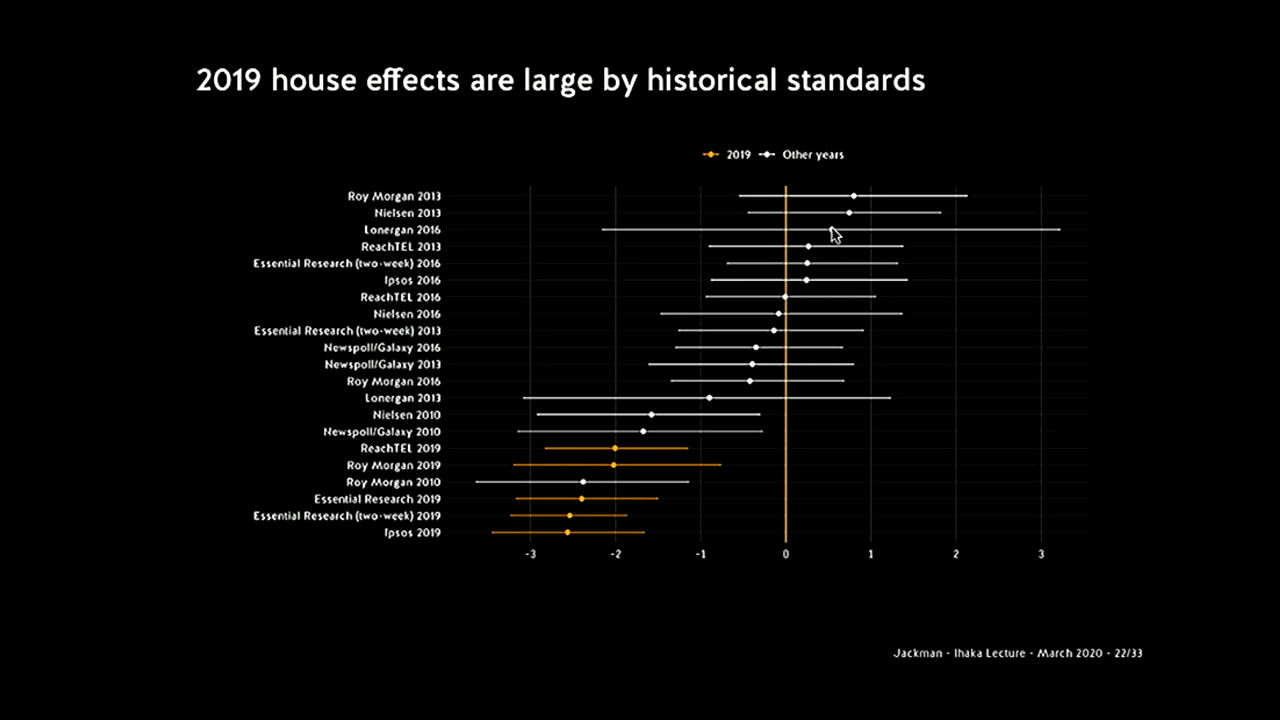 2019 house effects are large by historical standards
2019 Other years
Roy Morgan 2013
Nielsen 2013
Lonergan 2016
ReachTEL 2013
Essential Research (two-week) 2016
Ipsos 2016
ReachTEL 2016
Nielsen 2016
Essential Research (two-week) 2013
Newspoll/Galaxy 2016
Newspoll/Galaxy 2013
Roy Morgan 2016
Lonergan 2013
Nielsen 2010
Newspoll/Galaxy 2010
ReachTEL 2019
Roy Morgan 2019
Roy Morgan 2010
Essential Research 2019
Essential Research (two-week) 2019
Ipsos 2019
-3 -2 -1 0 1 2 3
Jackman - Ihaka Lecture - March 2020 - 22/33